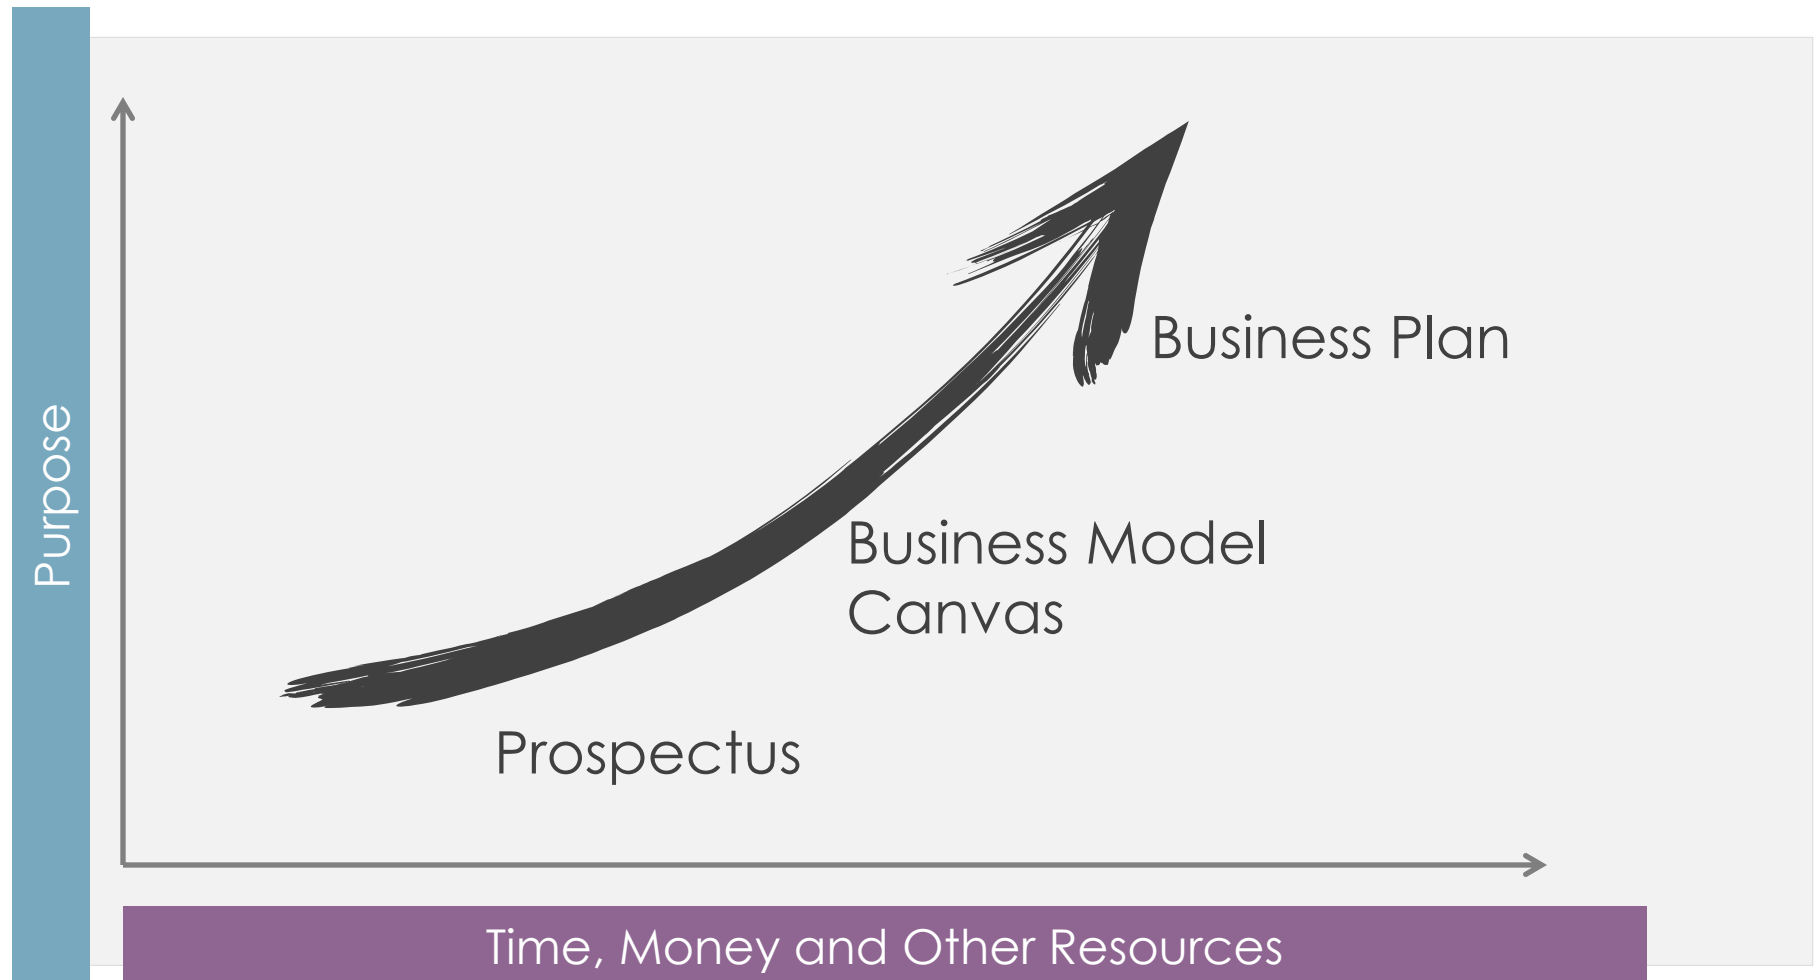 Purpose
Business Plan
Business Model
Canvas
Prospectus
Time, Money and Other Resources